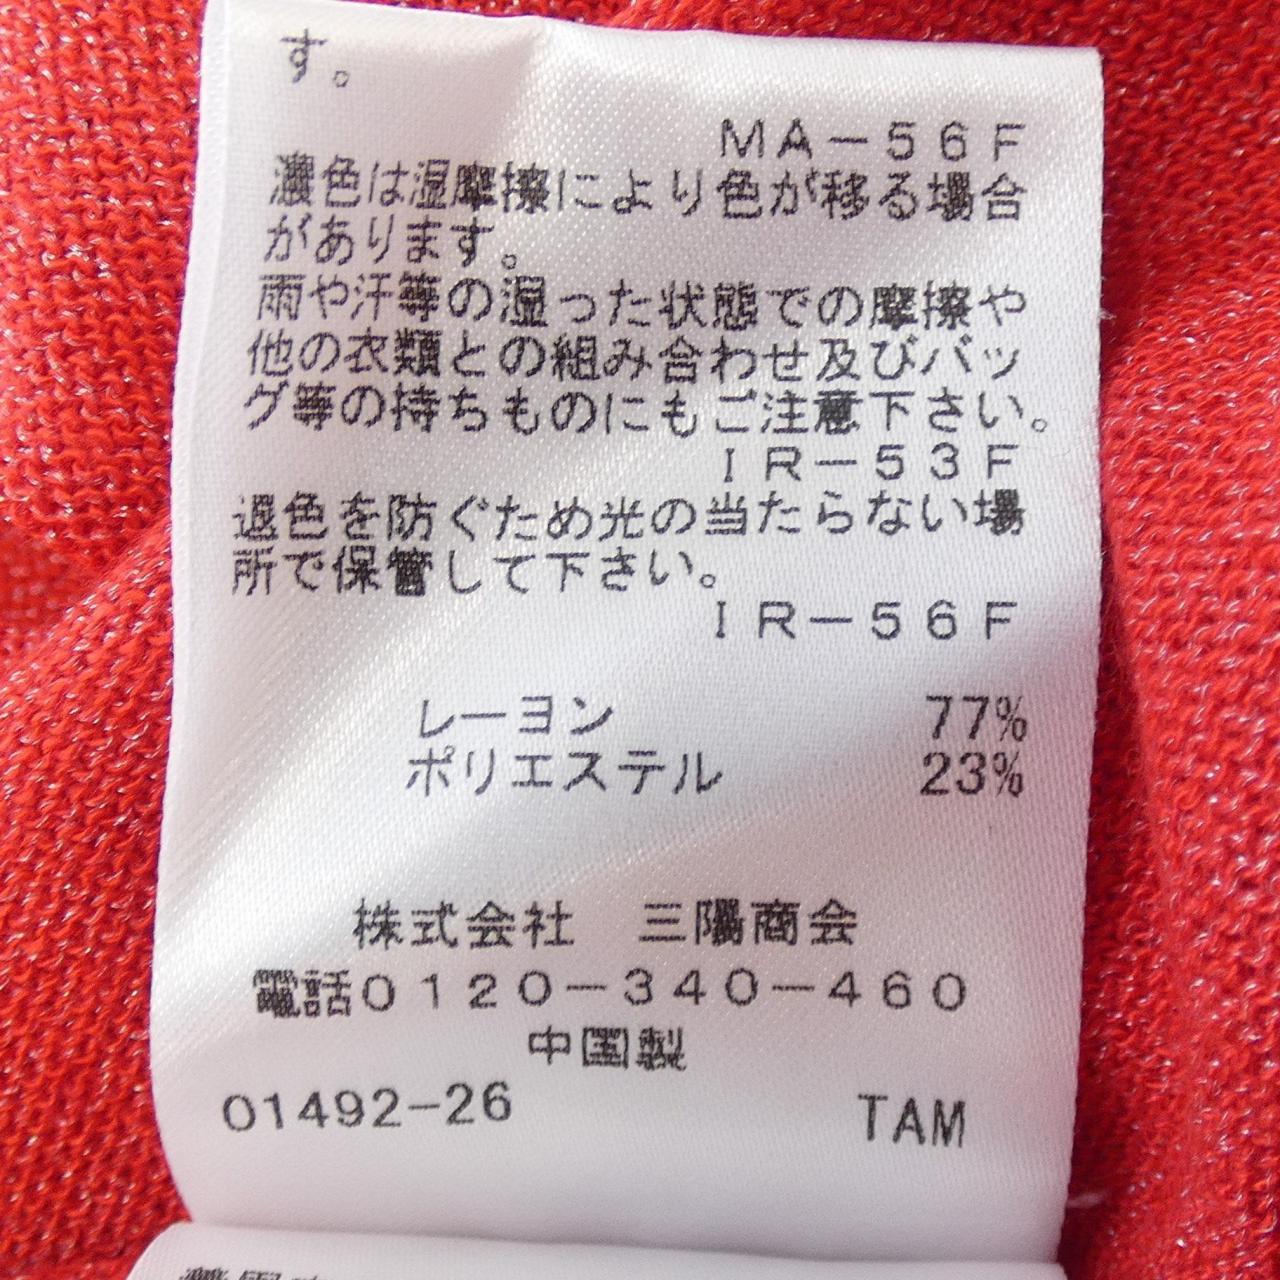 す。
ＭＡ－５６Ｆ
濃色は湿摩擦により色が移る場合
があります。
雨や汗等の湿った状態での摩擦や
他の衣類との組み合わせ及びバッ
グ等の持ちものにもご注意下さい。
ＩＲ－５３Ｆ
退色を防ぐため光の当たらない場
所で保管して下さい。
ＩＲ－５６Ｆ
レーヨン 77%
ポリエステル 23%
株式会社　三陽商会
電話０１２０－３４０－４６０
中国製
01492-26 TAM